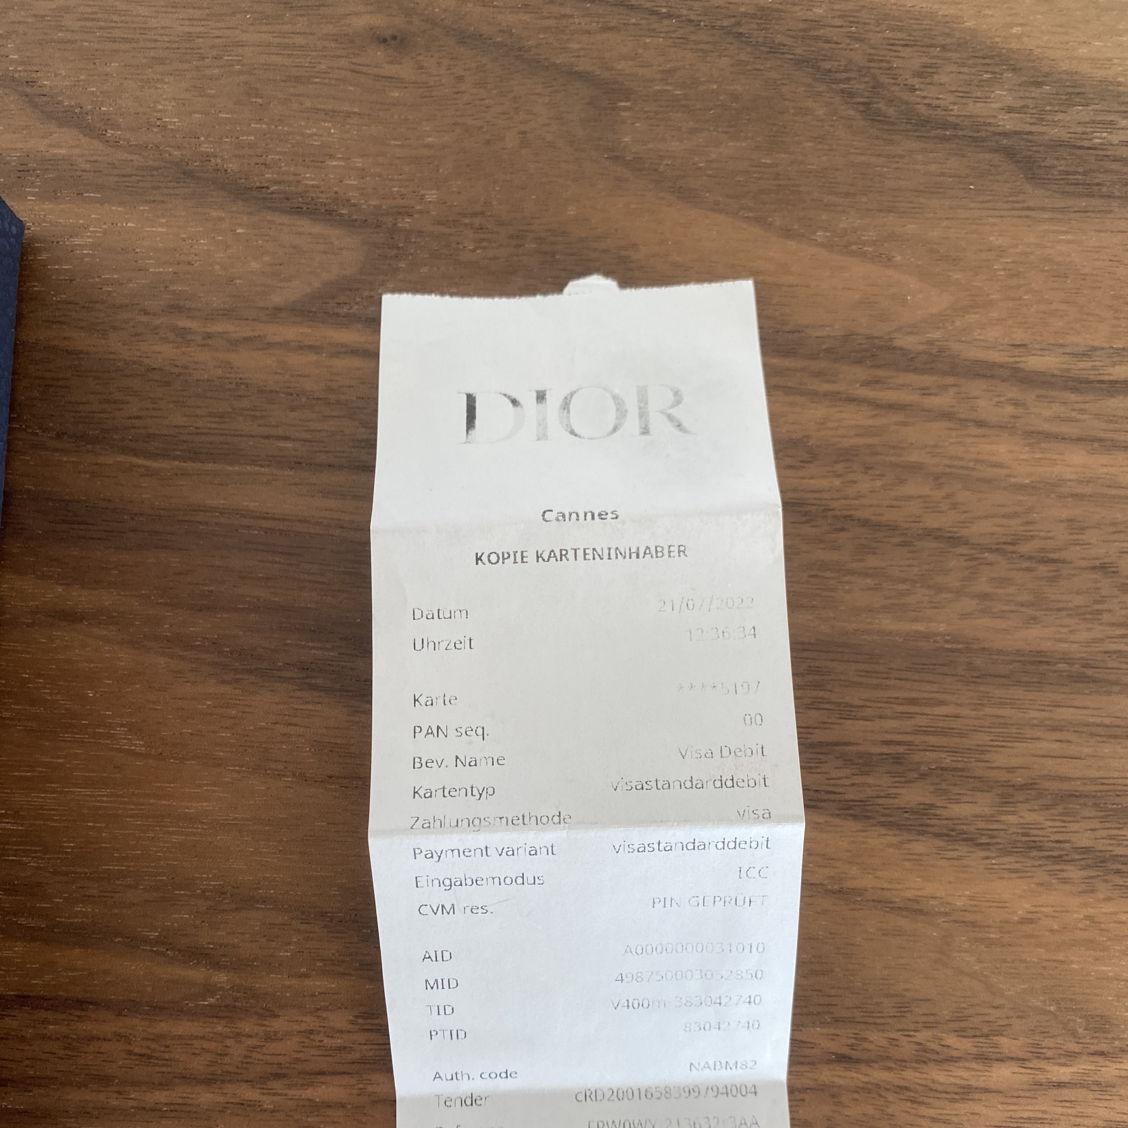 DIOR
Cannes
KOPIE KARTENINHABER
Datum 21/07/2022
Uhrzeit 12:36:34
Karte ****5197
PAN seq. 00
Bev. Name Visa Debit
Kartentyp visastandarddebit
Zahlungsmethode visa
Payment variant visastandarddebit
Eingabemodus ICC
CVM res. PIN GEPRÜFT
AID A0000000031010
MID 498750003052850
TID V400m-383042740
PTID 83042740
Auth. code NABM82
Tender CRD2001658399794004